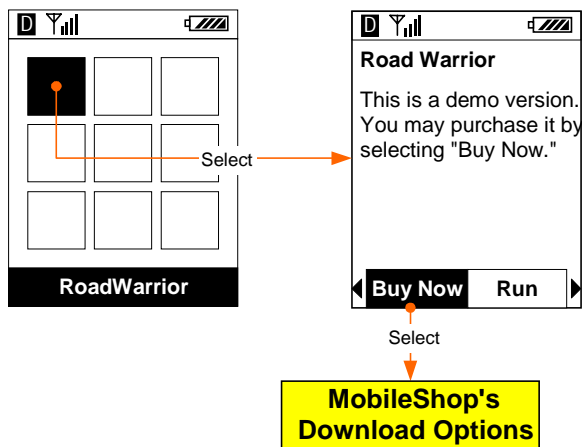 D
RoadWarrior
Select
D
Road Warrior
This is a demo version.
You may purchase it by
selecting "Buy Now."
Buy Now
Run
Select
MobileShop's
Download Options